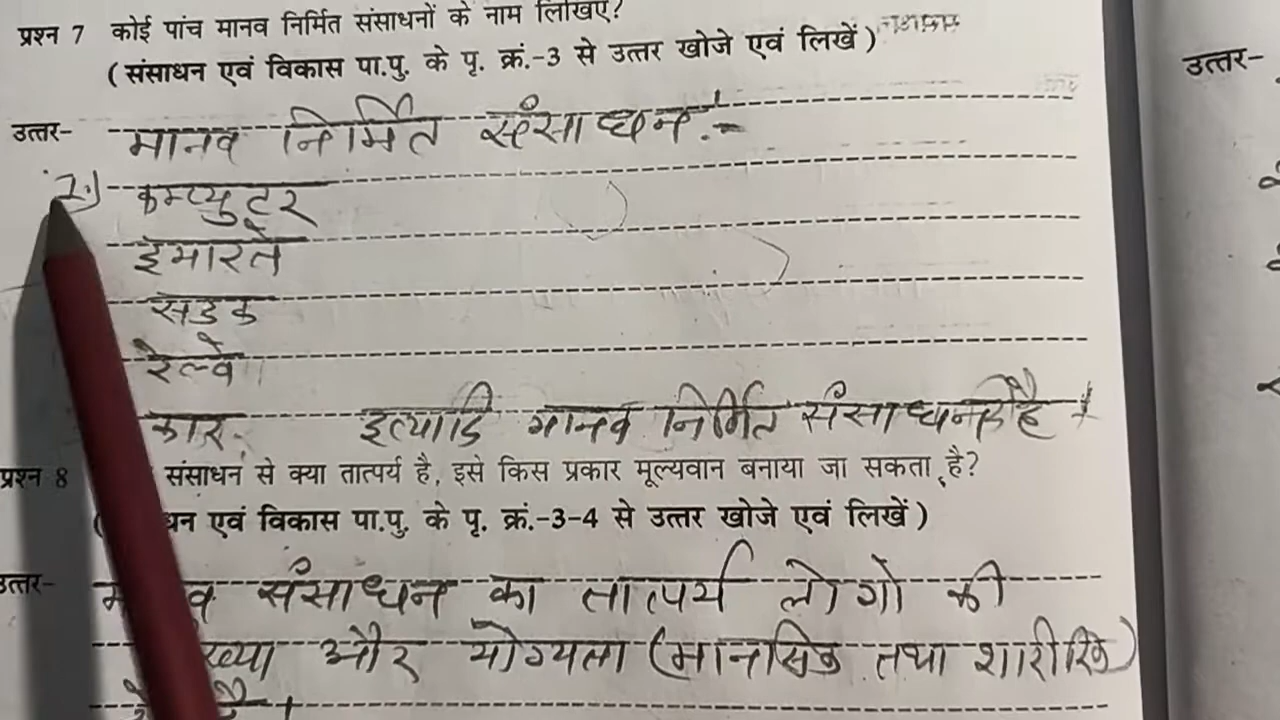 प्रश्न 7 कोई पांच मानव निर्मित संसाधनों के नाम लिखिए?
(संसाधन एवं विकास पा.पु. के पृ. क्रं.-3 से उत्तर खोजे एवं लिखें)
उत्तर- मानव निर्मित संसाधन:-
1.) कम्प्युटर
इमारते
सडक
रेल्वे
कार. इत्यादि मानव निर्मित संसाधन है।
प्रश्न 8 संसाधन से क्या तात्पर्य है, इसे किस प्रकार मूल्यवान बनाया जा सकता है?
एवं विकास पा.पु. के पृ. क्रं.-3-4 से उत्तर खोजे एवं लिखें)
उत्तर- संसाधन का तात्पर्य लोगो की
और योग्यता (मानसिक तथा शारीरिक)
उत्तर-